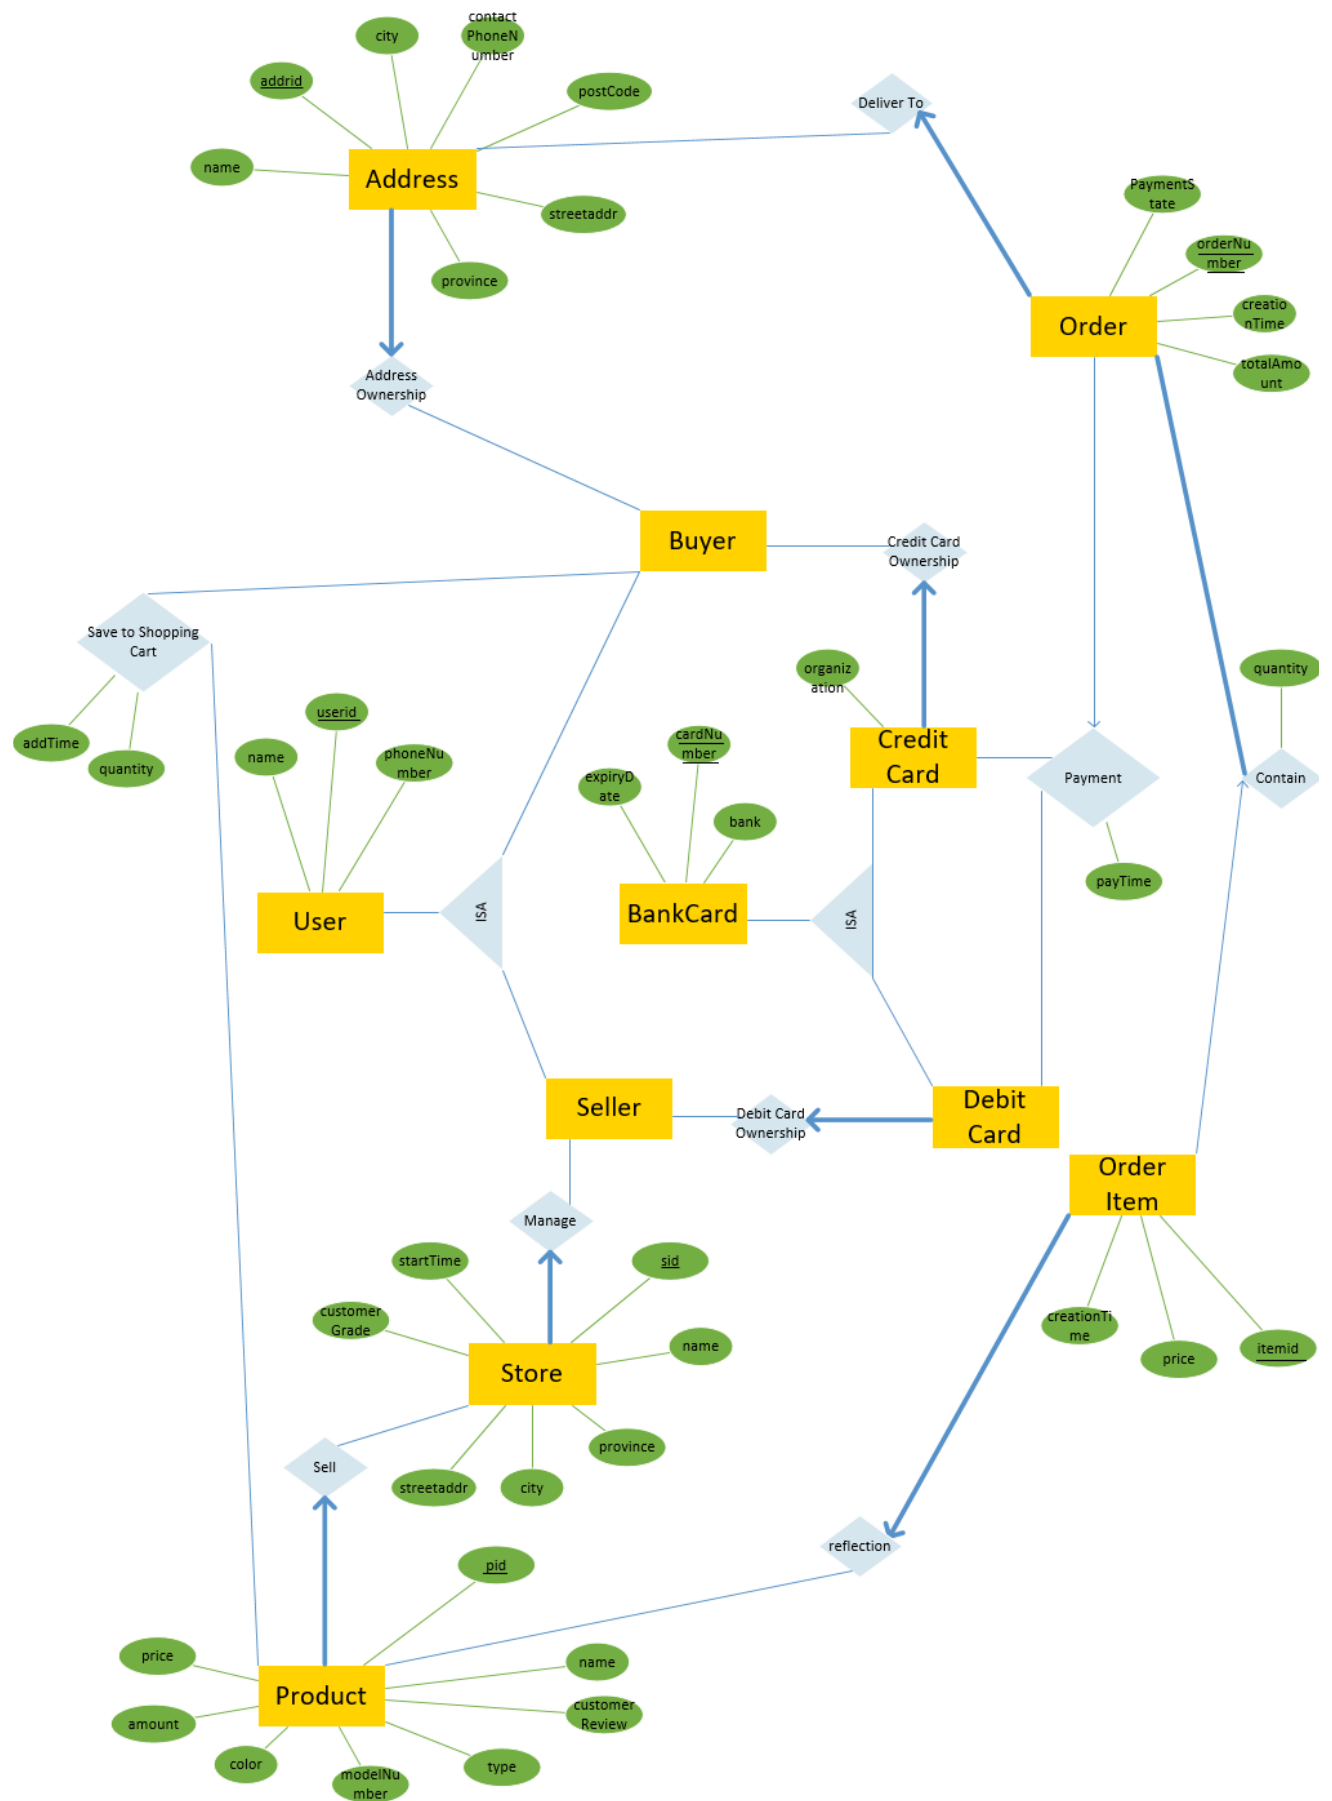 contact
PhoneN
umber
city
addrid
postCode
Deliver To
name
Address
PaymentS
tate
streetaddr
orderNu
mber
province
creatio
nTime
Order
totalAmo
unt
Address
Ownership
Buyer
Credit Card
Ownership
Save to Shopping
Cart
organiz
ation
quantity
userid
addTime
name
phoneNu
mber
cardNu
mber
quantity
expiryD
ate
Credit
Card
Payment
Contain
bank
payTime
User
ISA
BankCard
ISA
Seller
Debit Card
Ownership
Debit
Card
Order
Item
Manage
startTime
sid
customer
Grade
creationTi
me
name
price
itemid
Store
province
Sell
streetaddr
city
reflection
pid
price
name
Product
customer
Review
amount
color
type
modelNu
mber